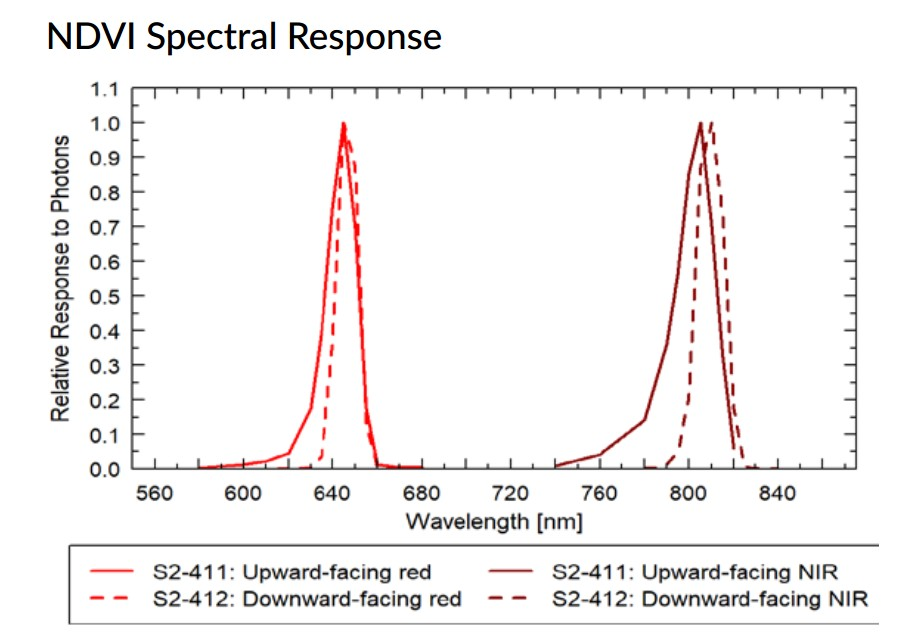 NDVI Spectral Response
1.1
1.0
0.9
0.8
0.7
0.6
0.5
0.4
0.3
0.2
0.1
0.0
Relative Response to Photons
560 600 640 680 720 760 800 840
Wavelength [nm]
S2-411: Upward-facing red S2-411: Upward-facing NIR
S2-412: Downward-facing red S2-412: Downward-facing NIR